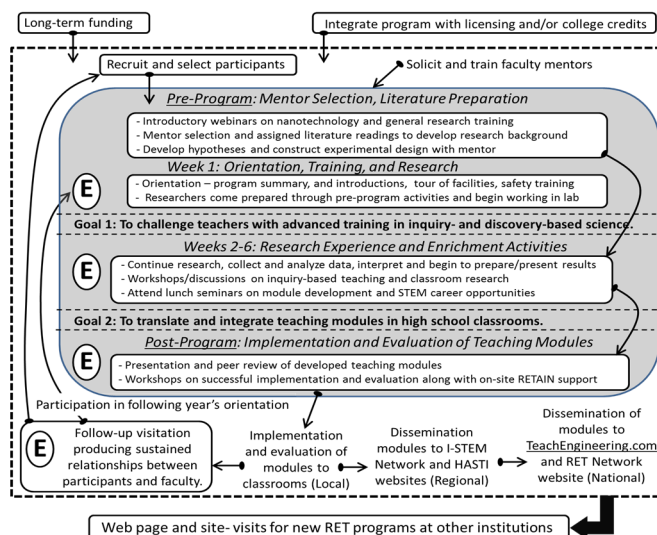 Long-term funding
Integrate program with licensing and/or college credits
Recruit and select participants
Solicit and train faculty mentors
Pre-Program: Mentor Selection, Literature Preparation
- Introductory webinars on nanotechnology and general research training
- Mentor selection and assigned literature readings to develop research background
- Develop hypotheses and construct experimental design with mentor
Week 1: Orientation, Training, and Research
E
- Orientation – program summary, and introductions, tour of facilities, safety training
- Researchers come prepared through pre-program activities and begin working in lab
Goal 1: To challenge teachers with advanced training in inquiry- and discovery-based science.
Weeks 2-6: Research Experience and Enrichment Activities
E
- Continue research, collect and analyze data, interpret and begin to prepare/present results
- Workshops/discussions on inquiry-based teaching and classroom research
- Attend lunch seminars on module development and STEM career opportunities
Goal 2: To translate and integrate teaching modules in high school classrooms.
Post-Program: Implementation and Evaluation of Teaching Modules
E
- Presentation and peer review of developed teaching modules
- Workshops on successful implementation and evaluation along with on-site RETAIN support
Participation in following year's orientation
E
Follow-up visitation
producing sustained
relationships between
participants and faculty.
Implementation
and evaluation of
modules to
classrooms (Local)
Dissemination
modules to I-STEM
Network and HASTI
websites (Regional)
Dissemination of
modules to
TeachEngineering.com
and RET Network
website (National)
Web page and site- visits for new RET programs at other institutions